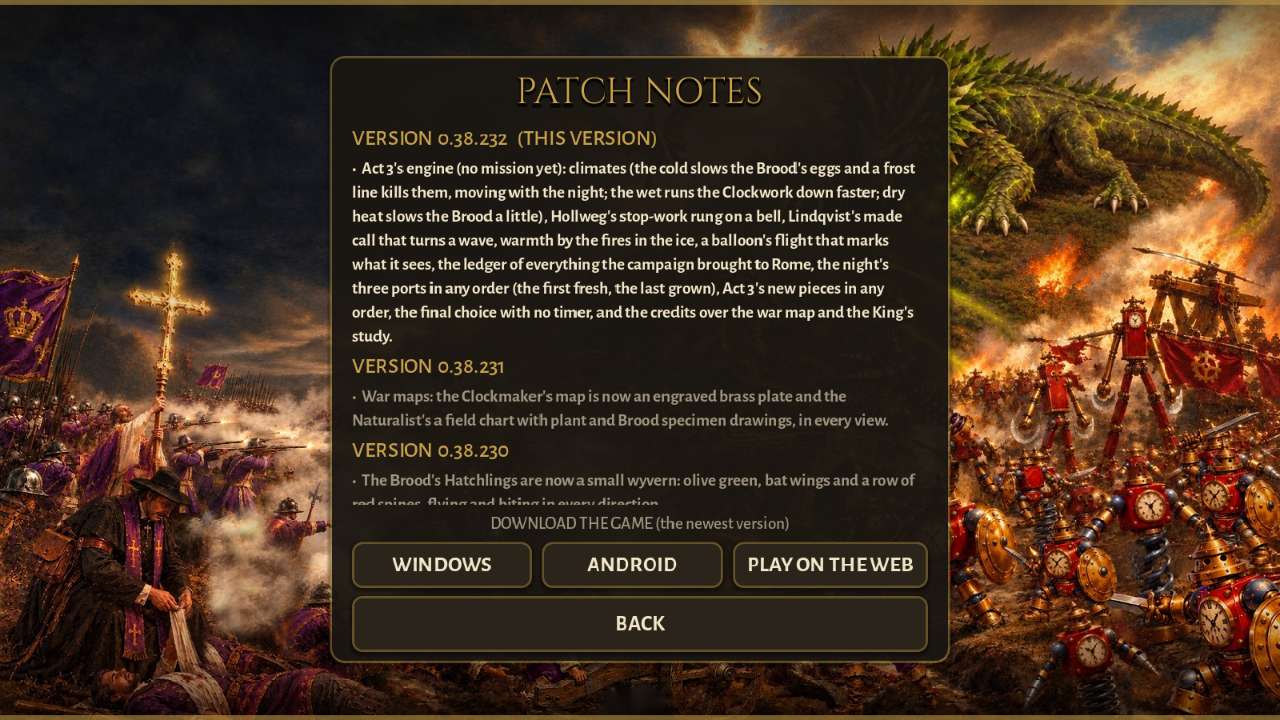 PATCH NOTES
VERSION 0.38.232 (THIS VERSION)
· Act 3's engine (no mission yet): climates (the cold slows the Brood's eggs and a frost
line kills them, moving with the night; the wet runs the Clockwork down faster; dry
heat slows the Brood a little), Hollweg's stop-work rung on a bell, Lindqvist's made
call that turns a wave, warmth by the fires in the ice, a balloon's flight that marks
what it sees, the ledger of everything the campaign brought to Rome, the night's
three ports in any order (the first fresh, the last grown), Act 3's new pieces in any
order, the final choice with no timer, and the credits over the war map and the King's
study.
VERSION 0.38.231
· War maps: the Clockmaker's map is now an engraved brass plate and the
Naturalist's a field chart with plant and Brood specimen drawings, in every view.
VERSION 0.38.230
· The Brood's Hatchlings are now a small wyvern: olive green, bat wings and a row of
red spines, flying and biting in every direction.
DOWNLOAD THE GAME (the newest version)
WINDOWS
ANDROID
PLAY ON THE WEB
BACK